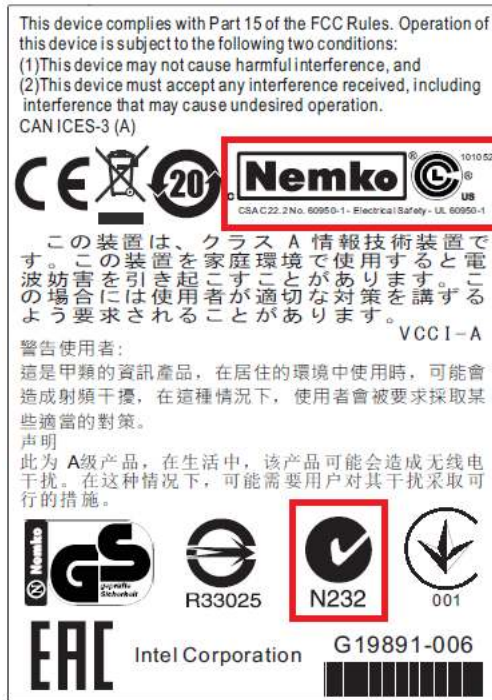 This device complies with Part 15 of the FCC Rules. Operation of
this device is subject to the following two conditions:
(1)This device may not cause harmful interference, and
(2)This device must accept any interference received, including
interference that may cause undesired operation.
CAN ICES-3 (A)
CE 20 C Nemko ® 101052
® US
CSA C22.2 No. 60950-1 - Electrical Safety - UL 60950-1
この装置は、クラス A 情報技術装置で
す。この装置を家庭環境で使用すると電
波妨害を引き起こすことがあります。こ
の場合には使用者が適切な対策を講ずる
よう要求されることがあります。
VCCI-A
警告使用者:
這是甲類的資訊產品，在居住的環境中使用時，可能會
造成射頻干擾，在這種情況下，使用者會被要求採取某
些適當的對策。
声明
此为 A级产品，在生活中，该产品可能会造成无线电
干扰。在这种情况下，可能需要用户对其干扰采取可
行的措施。
N Nemko GS geprüfte Sicherheit
R33025 N232 001
EAC Intel Corporation G19891-006